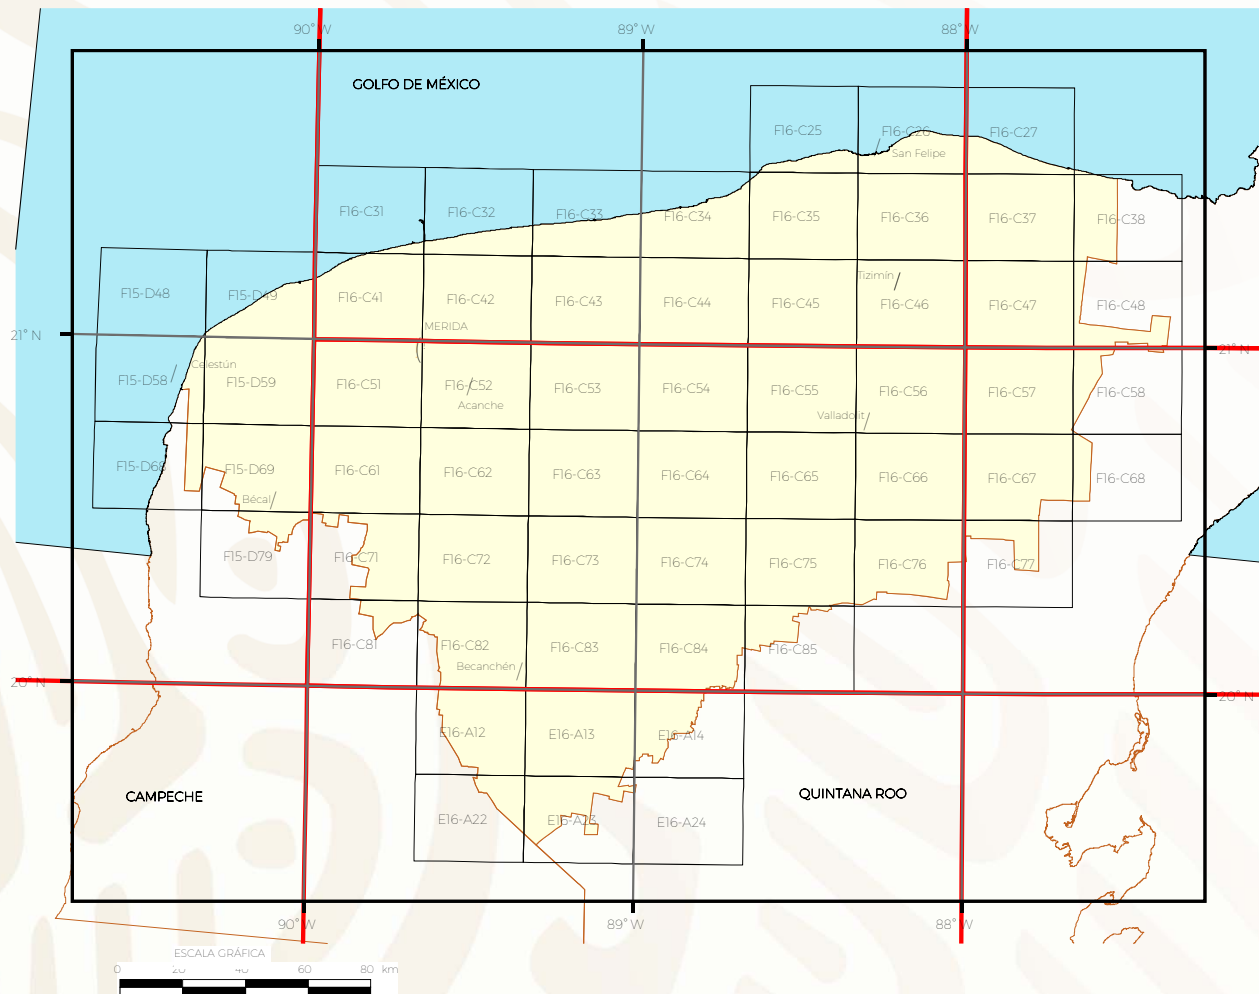 90° W 89° W 88° W
GOLFO DE MÉXICO
F16-C25 F16-C26 F16-C27
San Felipe
F16-C31 F16-C32 F16-C33 F16-C34 F16-C35 F16-C36 F16-C37 F16-C38
Tizimín
F15-D48 F15-D49 F16-C41 F16-C42 F16-C43 F16-C44 F16-C45 F16-C46 F16-C47 F16-C48
MERIDA
21° N 21° N
Celestún
F15-D58 F15-D59 F16-C51 F16-C52 F16-C53 F16-C54 F16-C55 F16-C56 F16-C57 F16-C58
Acanche
Valladolit
F15-D68 F15-D69 F16-C61 F16-C62 F16-C63 F16-C64 F16-C65 F16-C66 F16-C67 F16-C68
Bécal
F15-D79 F16-C71 F16-C72 F16-C73 F16-C74 F16-C75 F16-C76 F16-C77
F16-C81 F16-C82 F16-C83 F16-C84 F16-C85
Becanchén
20° N 20° N
E16-A12 E16-A13 E16-A14
CAMPECHE QUINTANA ROO
E16-A22 E16-A23 E16-A24
90° W 89° W 88° W
ESCALA GRÁFICA
0 20 40 60 80 km